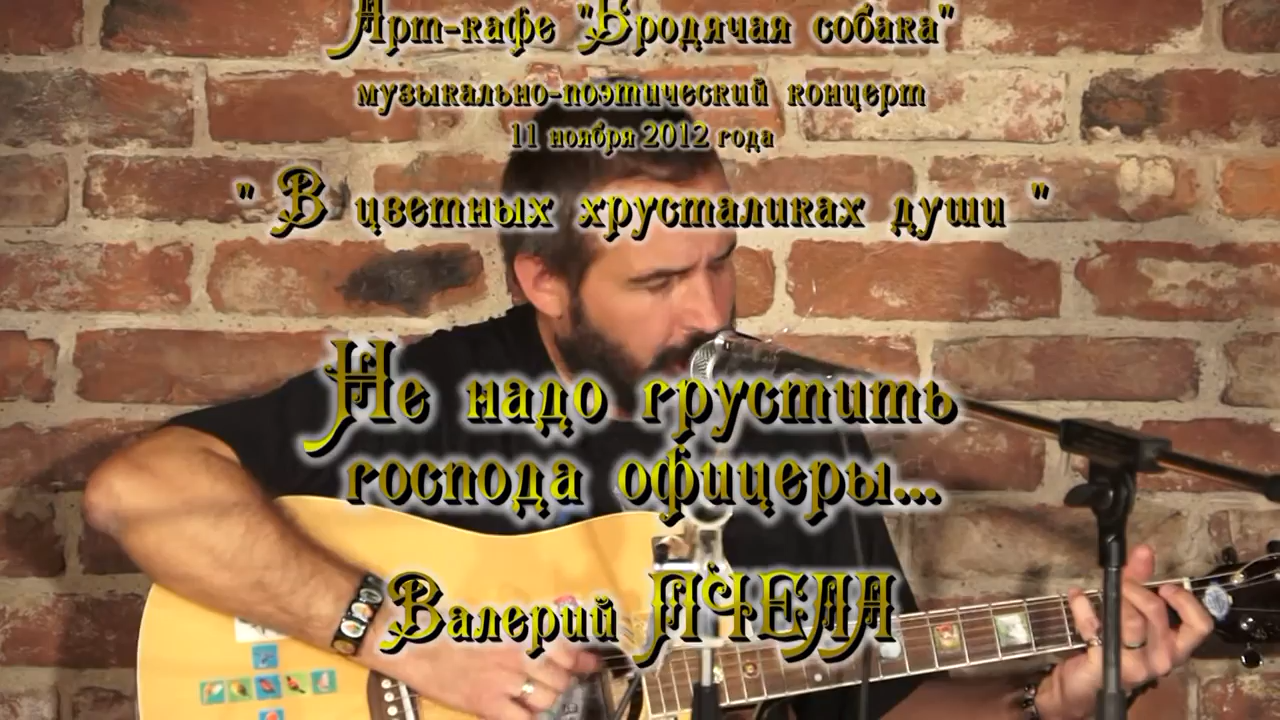 Арт-кафе "Бродячая собака"
музыкально-поэтический концерт
11 ноября 2012 года
" В цветных хрусталиках души "
Не надо грустить
господа офицеры...
Валерий ПЧЕЛА